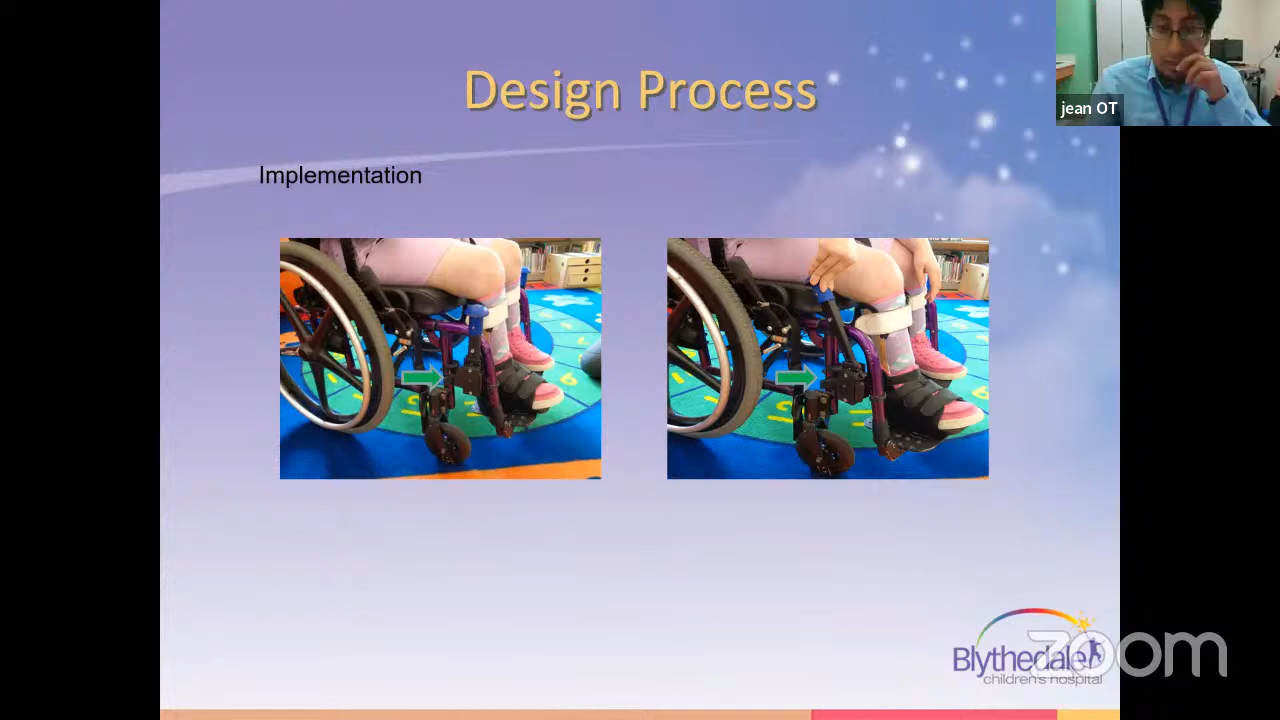 Design Process
jean OT
Implementation
Blythedale
children's hospital
zoom